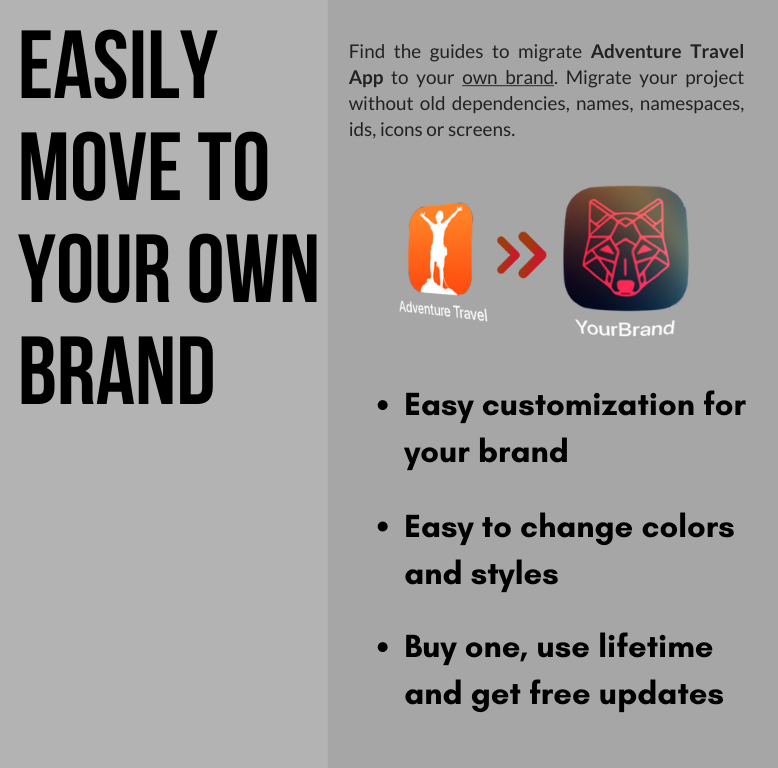 EASILY
MOVE TO
YOUR OWN
BRAND
Find the guides to migrate Adventure Travel
App to your own brand. Migrate your project
without old dependencies, names, namespaces,
ids, icons or screens.
Adventure Travel
YourBrand
• Easy customization for
your brand
• Easy to change colors
and styles
• Buy one, use lifetime
and get free updates